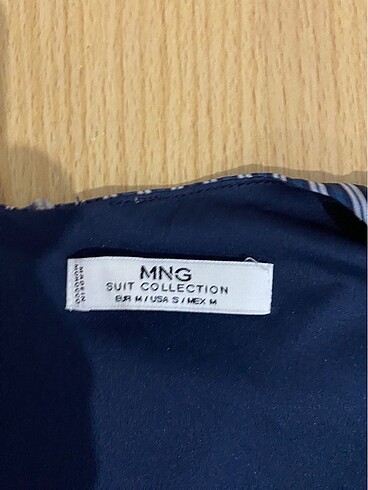 MNG
SUIT COLLECTION
EUR M / USA S / MEX M
MADE IN
MOROCCO